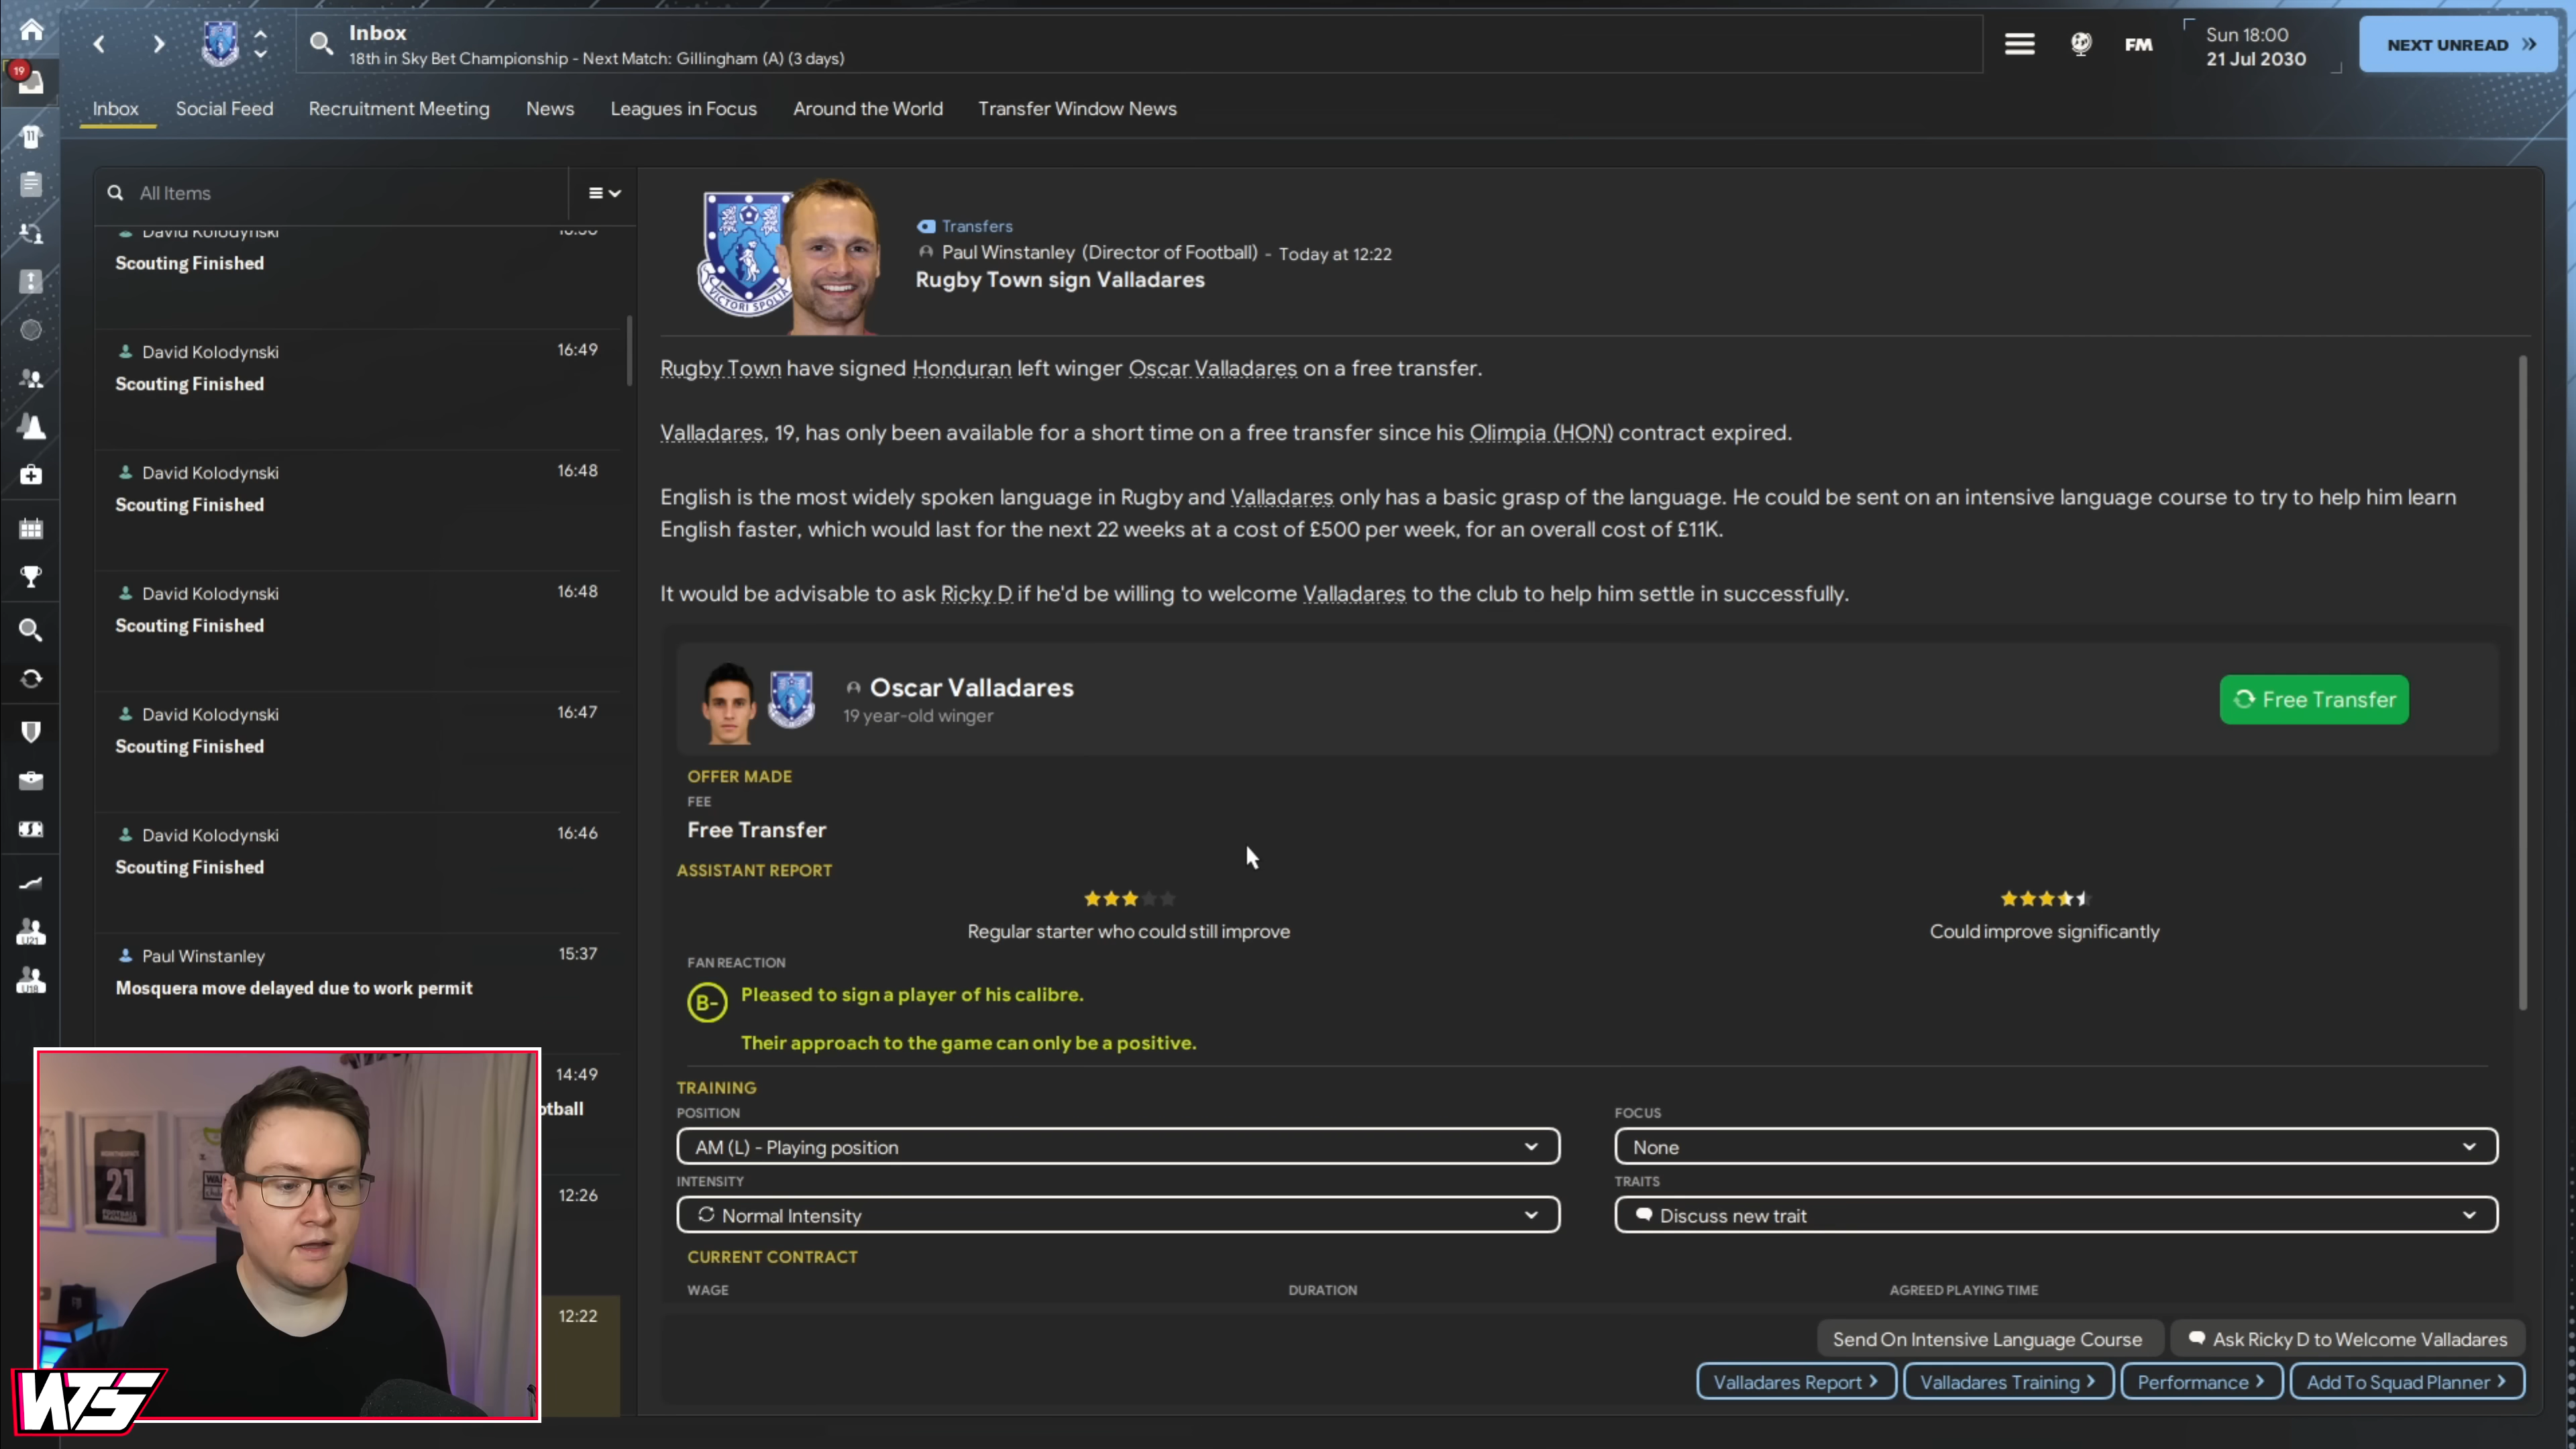 Inbox
18th in Sky Bet Championship - Next Match: Gillingham (A) (3 days)
FM
Sun 18:00
21 Jul 2030
NEXT UNREAD
19
Inbox
Social Feed
Recruitment Meeting
News
Leagues in Focus
Around the World
Transfer Window News
All Items
David Kolodynski
Scouting Finished
David Kolodynski
16:49
Scouting Finished
David Kolodynski
16:48
Scouting Finished
David Kolodynski
16:48
Scouting Finished
David Kolodynski
16:47
Scouting Finished
David Kolodynski
16:46
Scouting Finished
Paul Winstanley
15:37
Mosquera move delayed due to work permit
14:49
otball
12:26
12:22
11
U21
U18
21
WTS
VICTORI SPOLIA
Transfers
Paul Winstanley (Director of Football) - Today at 12:22
Rugby Town sign Valladares
Rugby Town have signed Honduran left winger Oscar Valladares on a free transfer.
Valladares, 19, has only been available for a short time on a free transfer since his Olimpia (HON) contract expired.
English is the most widely spoken language in Rugby and Valladares only has a basic grasp of the language. He could be sent on an intensive language course to try to help him learn
English faster, which would last for the next 22 weeks at a cost of £500 per week, for an overall cost of £11K.
It would be advisable to ask Ricky D if he'd be willing to welcome Valladares to the club to help him settle in successfully.
Oscar Valladares
19 year-old winger
Free Transfer
OFFER MADE
FEE
Free Transfer
ASSISTANT REPORT
Regular starter who could still improve
Could improve significantly
FAN REACTION
B-
Pleased to sign a player of his calibre.
Their approach to the game can only be a positive.
TRAINING
POSITION
FOCUS
AM (L) - Playing position
None
INTENSITY
TRAITS
Normal Intensity
Discuss new trait
CURRENT CONTRACT
WAGE
DURATION
AGREED PLAYING TIME
Send On Intensive Language Course
Ask Ricky D to Welcome Valladares
Valladares Report
Valladares Training
Performance
Add To Squad Planner